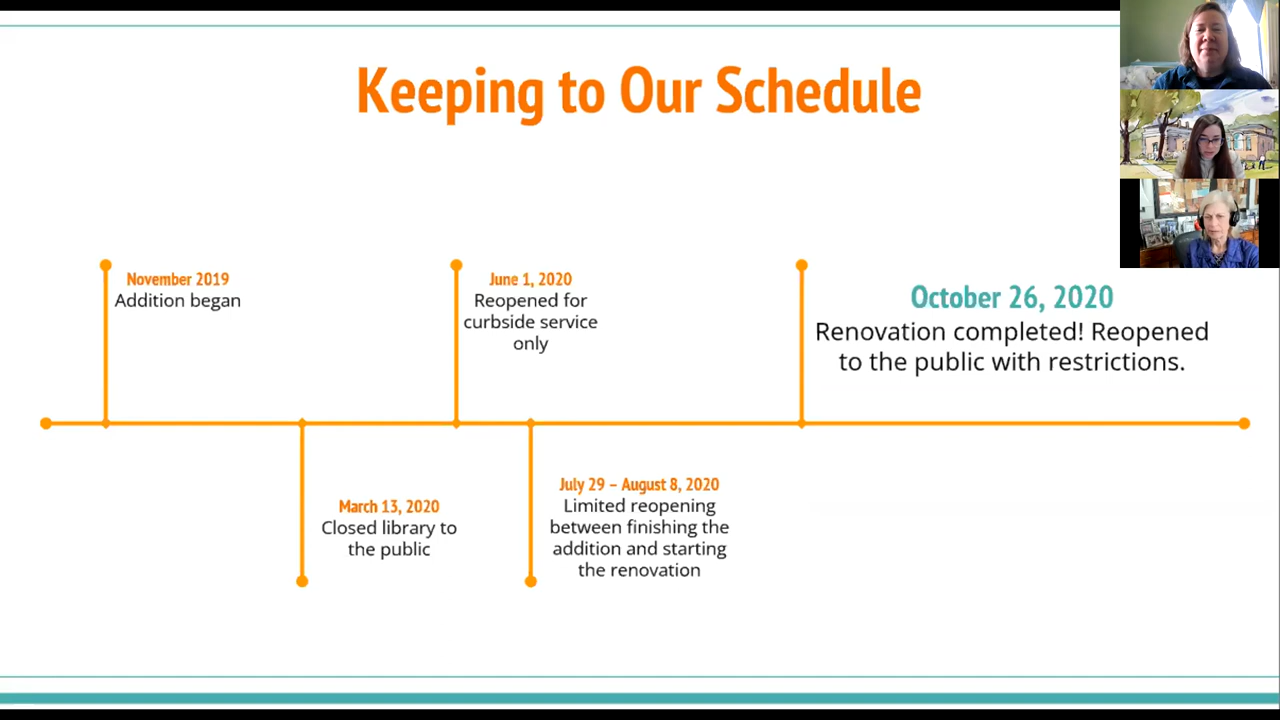 Keeping to Our Schedule
November 2019
Addition began
June 1, 2020
Reopened for
curbside service
only
October 26, 2020
Renovation completed! Reopened
to the public with restrictions.
March 13, 2020
Closed library to
the public
July 29 – August 8, 2020
Limited reopening
between finishing the
addition and starting
the renovation